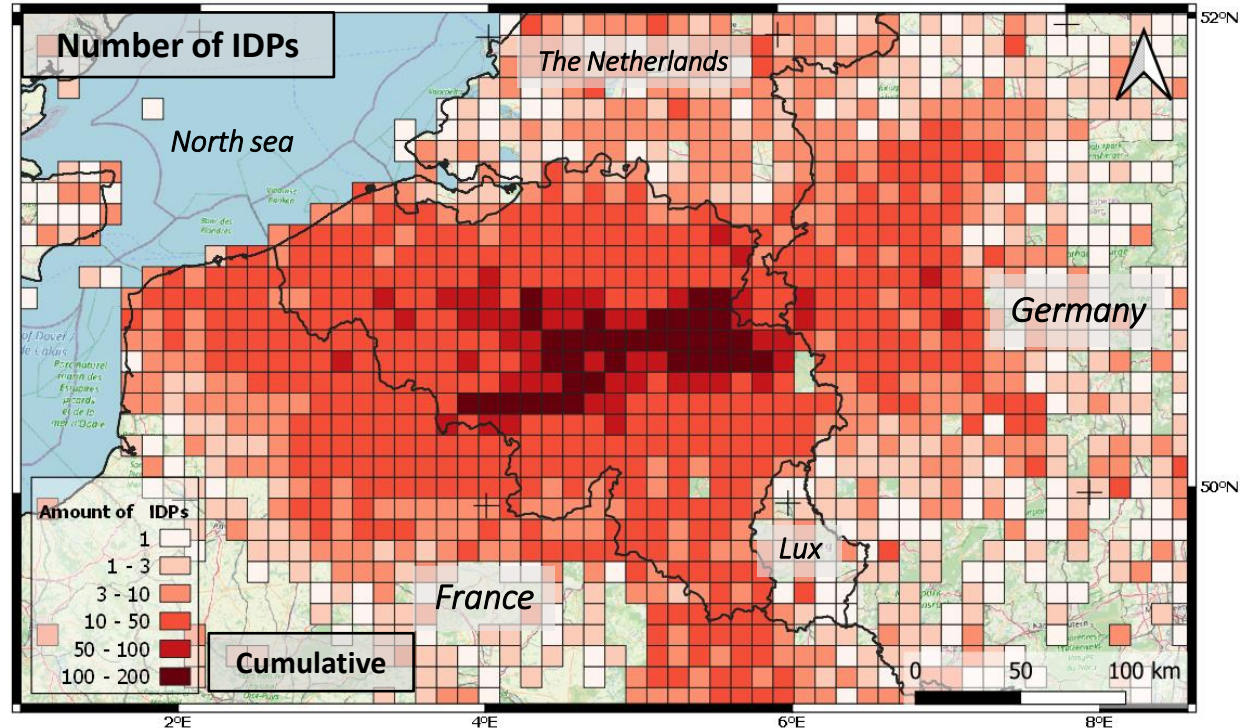 Number of IDPs
The Netherlands
52°N
North sea
Germany
50°N
Lux
France
Amount of IDPs
1
1 - 3
3 - 10
10 - 50
50 - 100
100 - 200
Cumulative
0 50 100 km
2°E 4°E 6°E 8°E